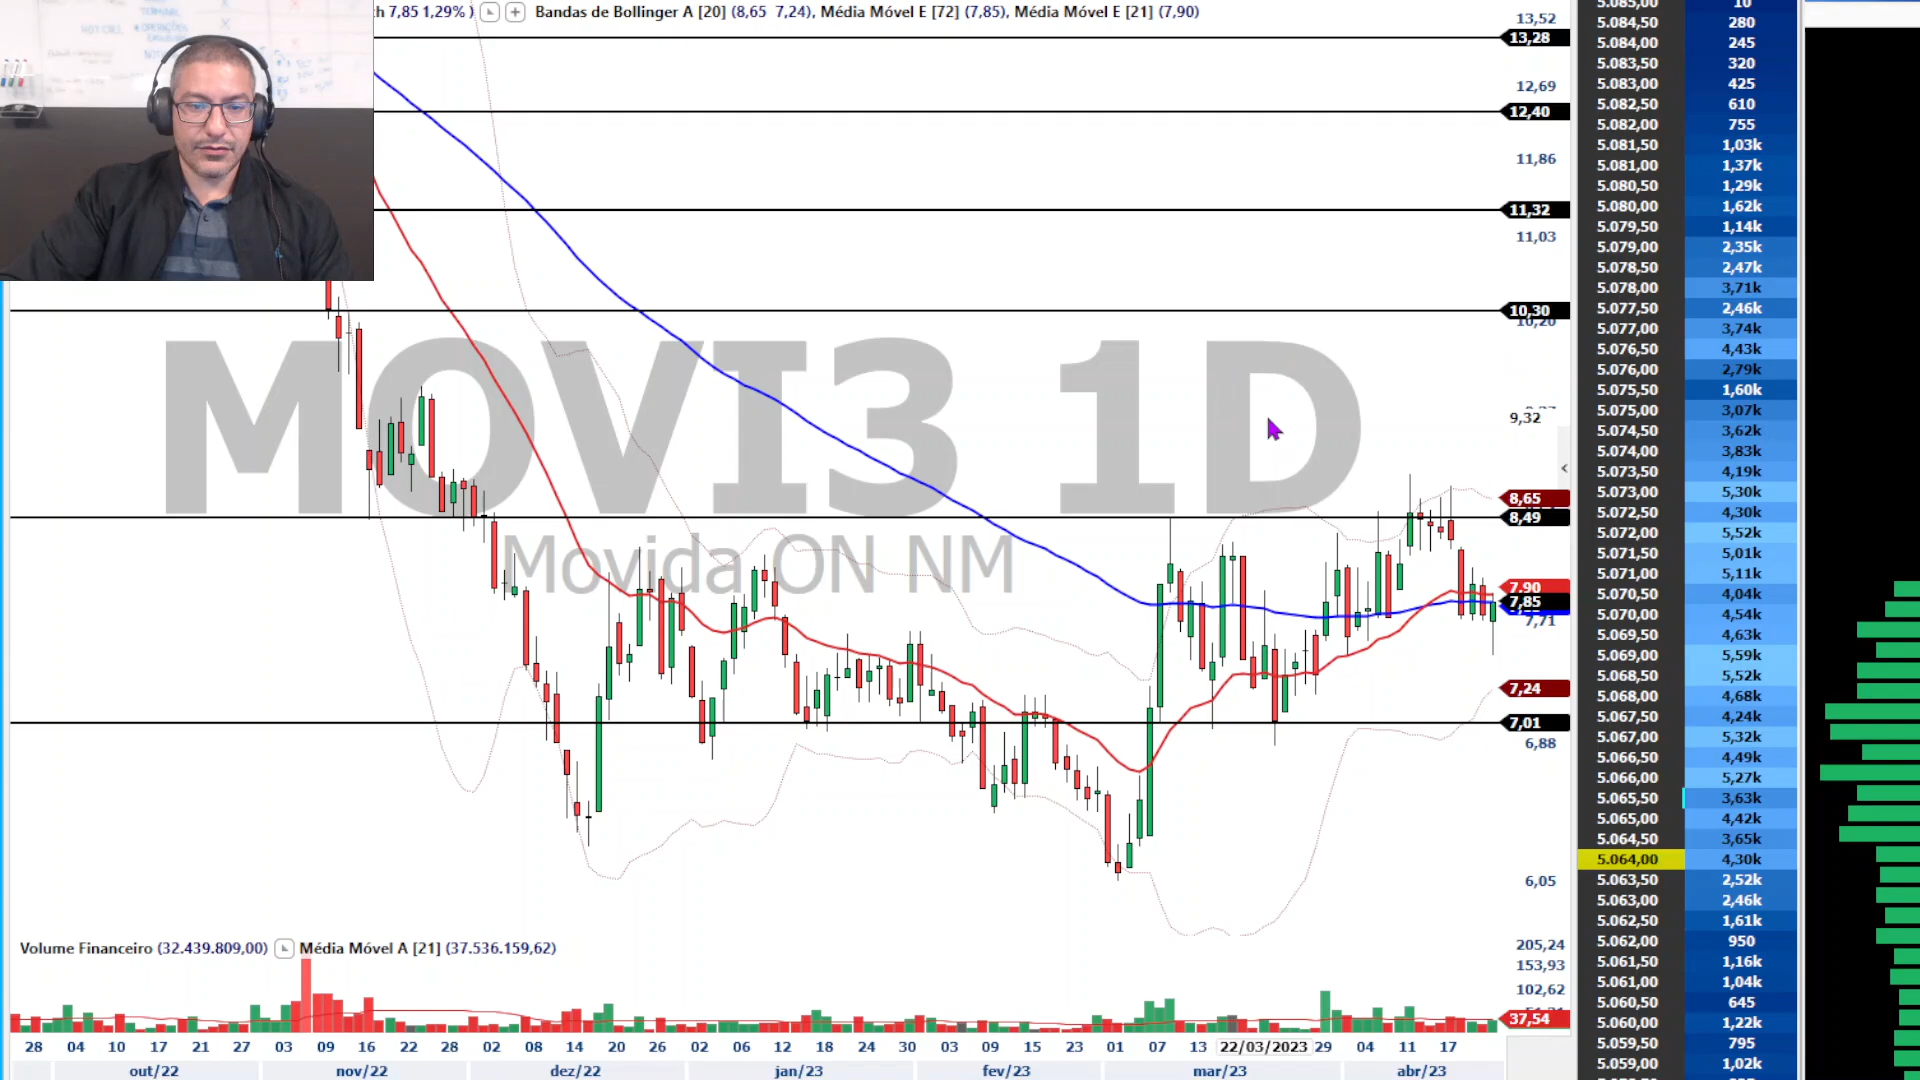 h 7,85 1,29% ) Bandas de Bollinger A [20] (8,65 7,24), Média Móvel E [72] (7,85), Média Móvel E [21] (7,90)
13,52
13,28
12,69
12,40
11,86
11,32
11,03
10,30
10,20
9,32
8,65
8,49
7,90
7,85
7,71
7,24
7,01
6,88
6,05
MOVI3 1D
Movida ON NM
Volume Financeiro (32.439.809,00) Média Móvel A [21] (37.536.159,62)
205,24
153,93
102,62
37,54
28 04 10 17 21 27 03 09 16 22 28 02 08 14 20 26 02 06 12 18 24 30 03 09 15 23 01 07 13 22/03/2023 29 04 11 17
out/22 nov/22 dez/22 jan/23 fev/23 mar/23 abr/23
5.085,00 10
5.084,50 280
5.084,00 245
5.083,50 320
5.083,00 425
5.082,50 610
5.082,00 755
5.081,50 1,03k
5.081,00 1,37k
5.080,50 1,29k
5.080,00 1,62k
5.079,50 1,14k
5.079,00 2,35k
5.078,50 2,47k
5.078,00 3,71k
5.077,50 2,46k
5.077,00 3,74k
5.076,50 4,43k
5.076,00 2,79k
5.075,50 1,60k
5.075,00 3,07k
5.074,50 3,62k
5.074,00 3,83k
5.073,50 4,19k
5.073,00 5,30k
5.072,50 4,30k
5.072,00 5,52k
5.071,50 5,01k
5.071,00 5,11k
5.070,50 4,04k
5.070,00 4,54k
5.069,50 4,63k
5.069,00 5,59k
5.068,50 5,52k
5.068,00 4,68k
5.067,50 4,24k
5.067,00 5,32k
5.066,50 4,49k
5.066,00 5,27k
5.065,50 3,63k
5.065,00 4,42k
5.064,50 3,65k
5.064,00 4,30k
5.063,50 2,52k
5.063,00 2,46k
5.062,50 1,61k
5.062,00 950
5.061,50 1,16k
5.061,00 1,04k
5.060,50 645
5.060,00 1,22k
5.059,50 795
5.059,00 1,02k